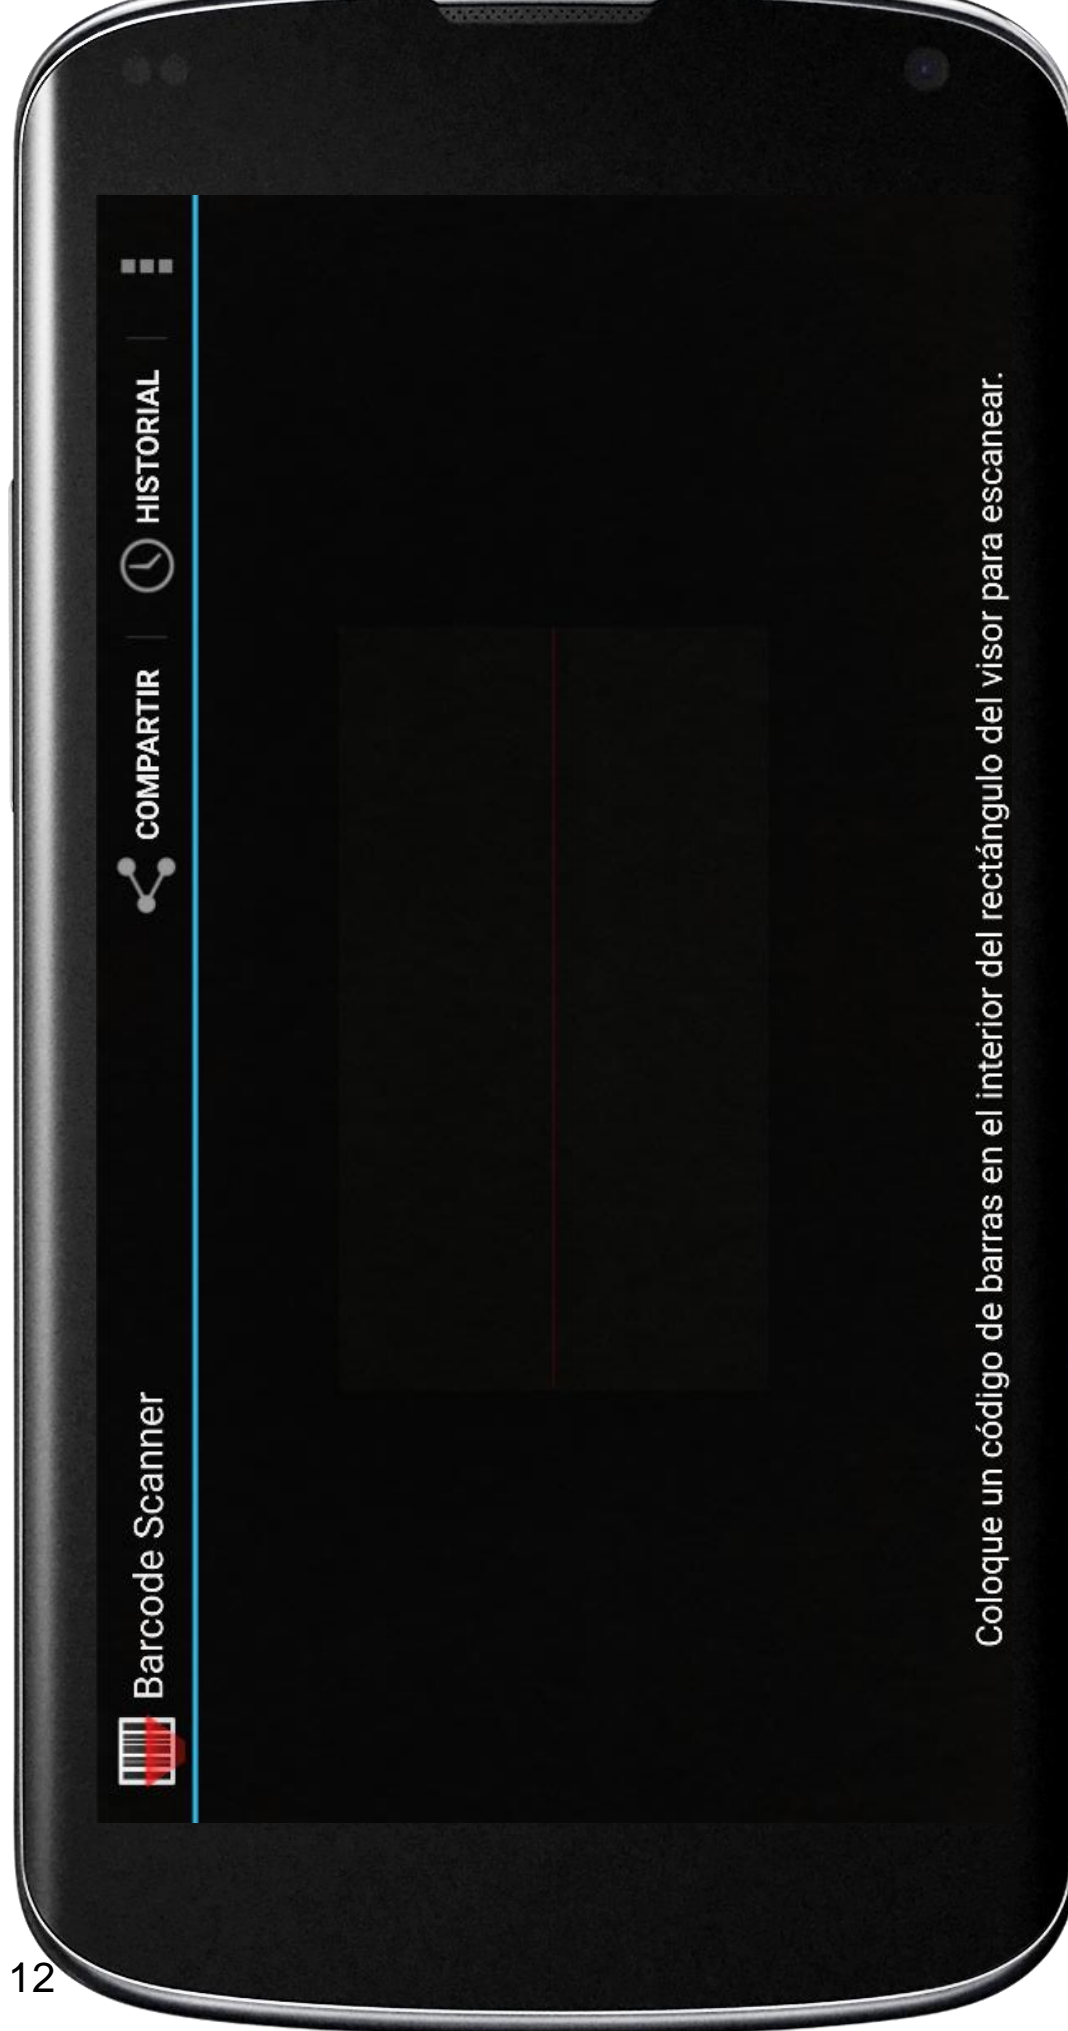 Barcode Scanner
COMPARTIR
HISTORIAL
Coloque un código de barras en el interior del rectángulo del visor para escanear.
12